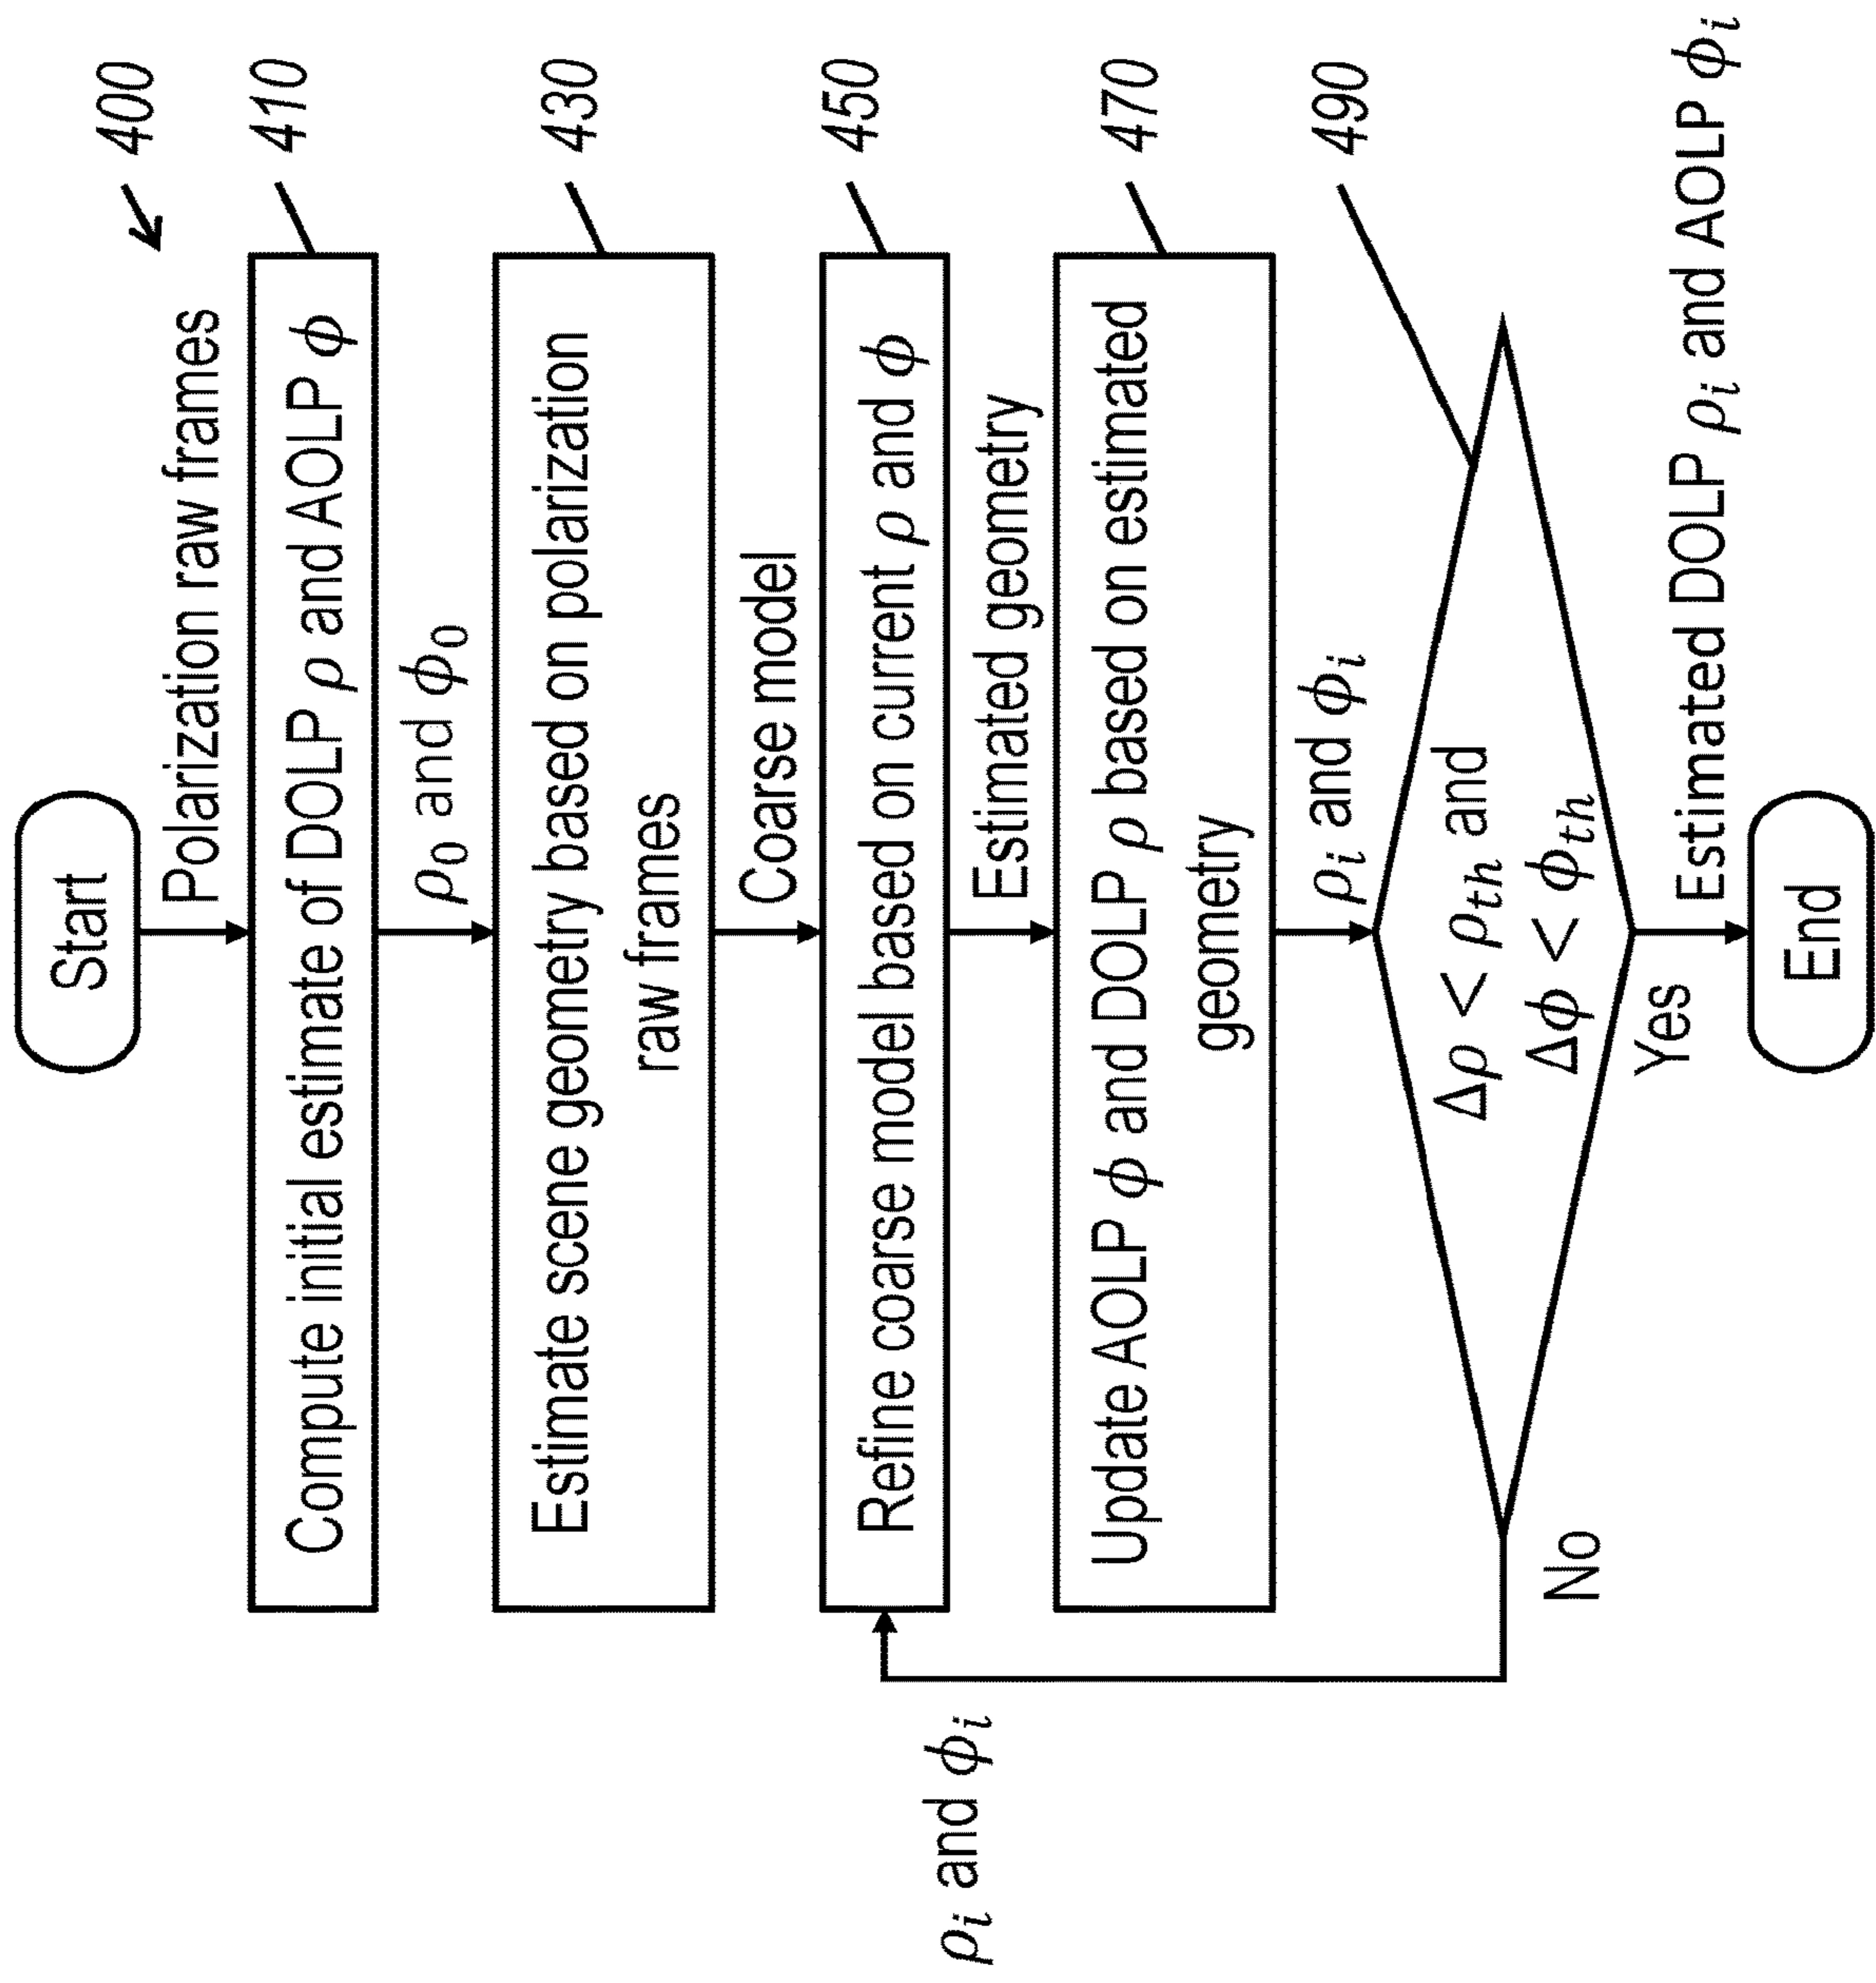 400
Start
Polarization raw frames
Compute initial estimate of DOLP ρ and AOLP ϕ
410
ρ₀ and ϕ₀
Estimate scene geometry based on polarization
raw frames
430
Coarse model
Refine coarse model based on current ρ and ϕ
450
Estimated geometry
Update AOLP ϕ and DOLP ρ based on estimated
geometry
470
ρᵢ and ϕᵢ
Δρ < ρ_th and
Δϕ < ϕ_th
490
No
ρᵢ and ϕᵢ
Yes
Estimated DOLP ρᵢ and AOLP ϕᵢ
End